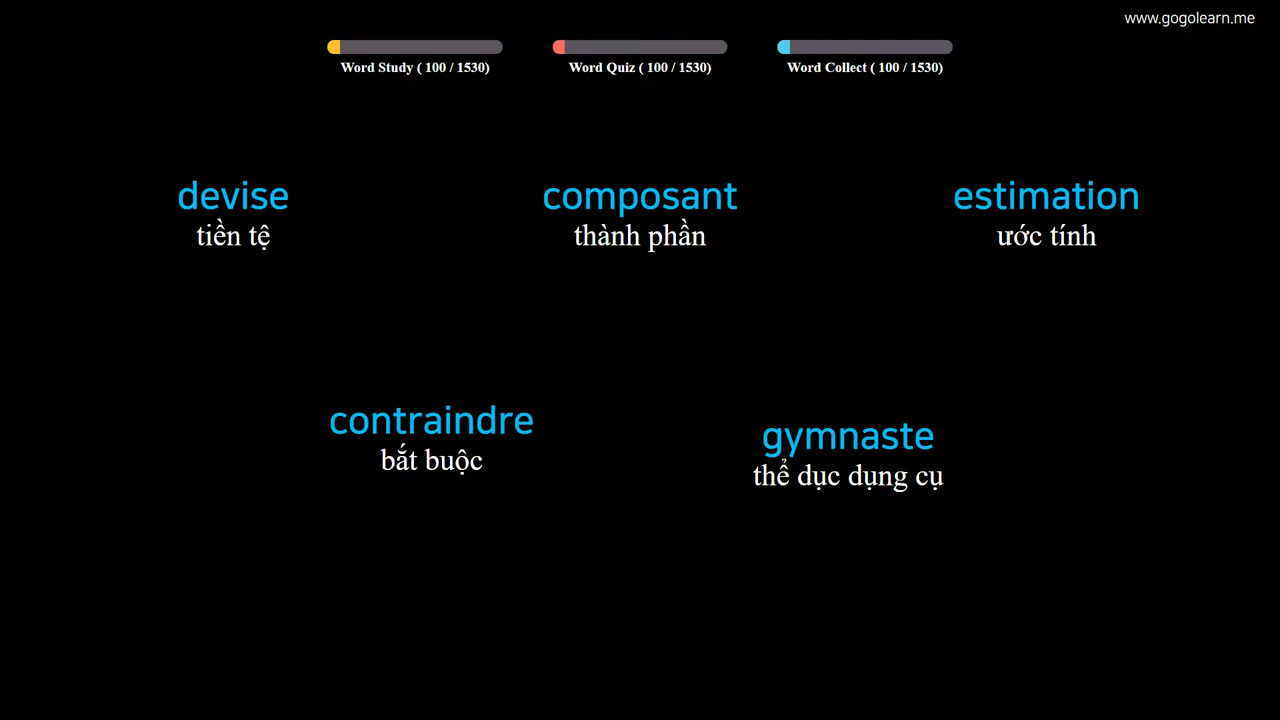 www.gogolearn.me
Word Study ( 100 / 1530)
Word Quiz ( 100 / 1530)
Word Collect ( 100 / 1530)
devise
tiền tệ
composant
thành phần
estimation
ước tính
contraindre
bắt buộc
gymnaste
thể dục dụng cụ